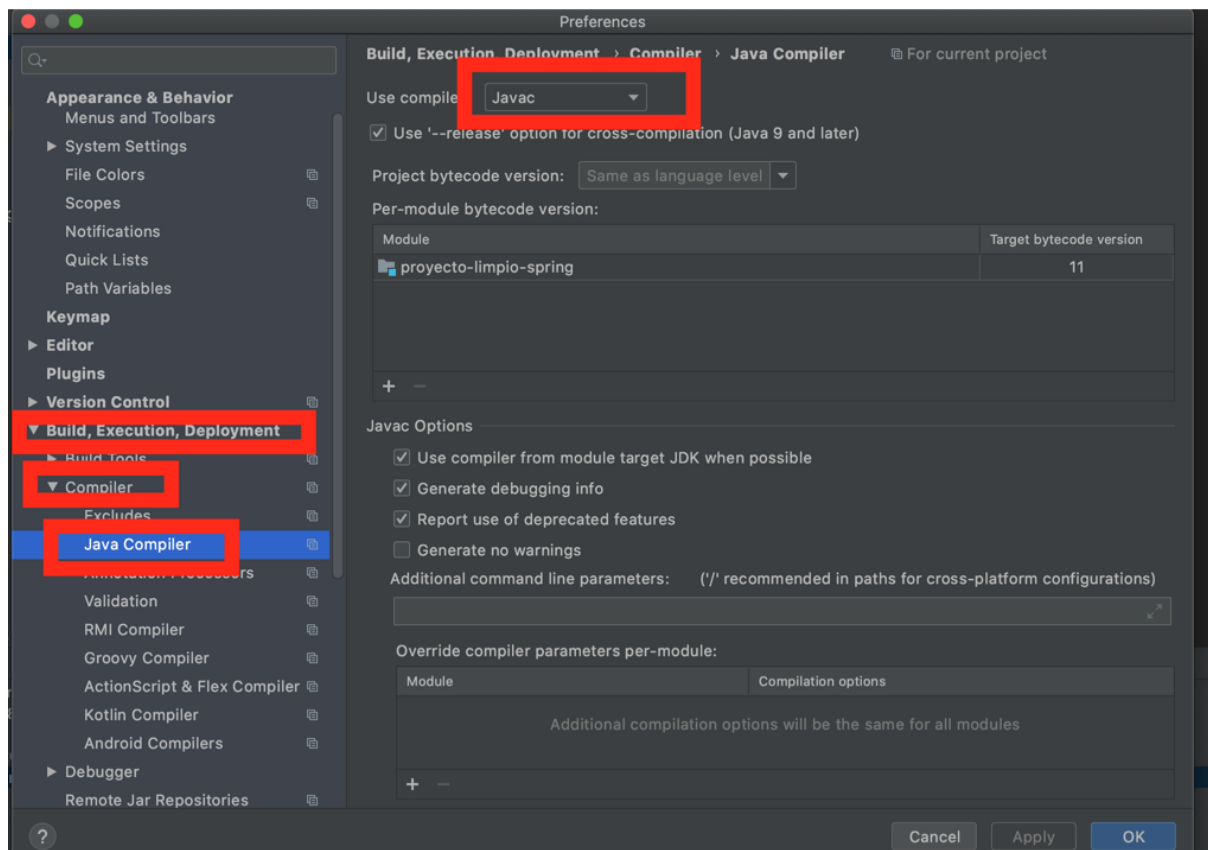 Preferences
Appearance & Behavior
Menus and Toolbars
System Settings
File Colors
Scopes
Notifications
Quick Lists
Path Variables
Keymap
Editor
Plugins
Version Control
Build, Execution, Deployment
Build Tools
Compiler
Excludes
Java Compiler
Annotation Processors
Validation
RMI Compiler
Groovy Compiler
ActionScript & Flex Compiler
Kotlin Compiler
Android Compilers
Debugger
Remote Jar Repositories
?
Build, Execution, Deployment › Compiler › Java Compiler For current project
Use compile Javac
Use '--release' option for cross-compilation (Java 9 and later)
Project bytecode version: Same as language level
Per-module bytecode version:
Module Target bytecode version
proyecto-limpio-spring 11
+ −
Javac Options
Use compiler from module target JDK when possible
Generate debugging info
Report use of deprecated features
Generate no warnings
Additional command line parameters: ('/' recommended in paths for cross-platform configurations)
Override compiler parameters per-module:
Module Compilation options
Additional compilation options will be the same for all modules
+ −
Cancel Apply OK